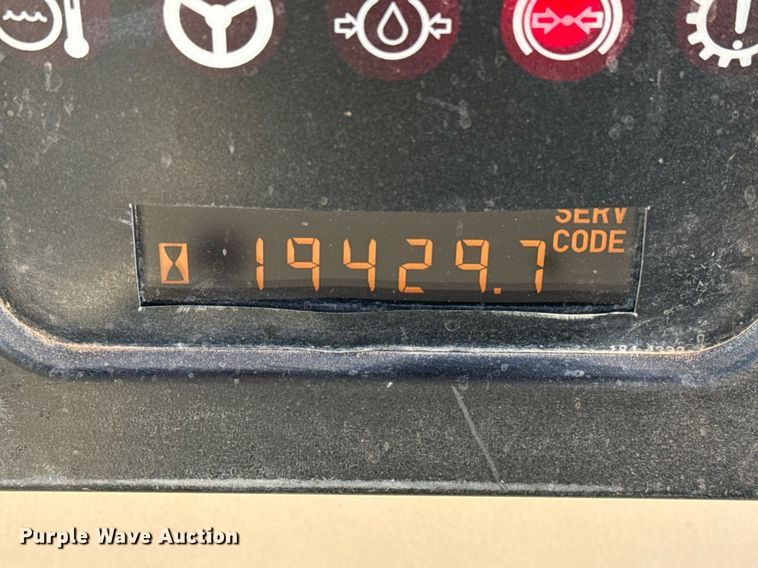 SERV
CODE
19429.7
Purple Wave Auction